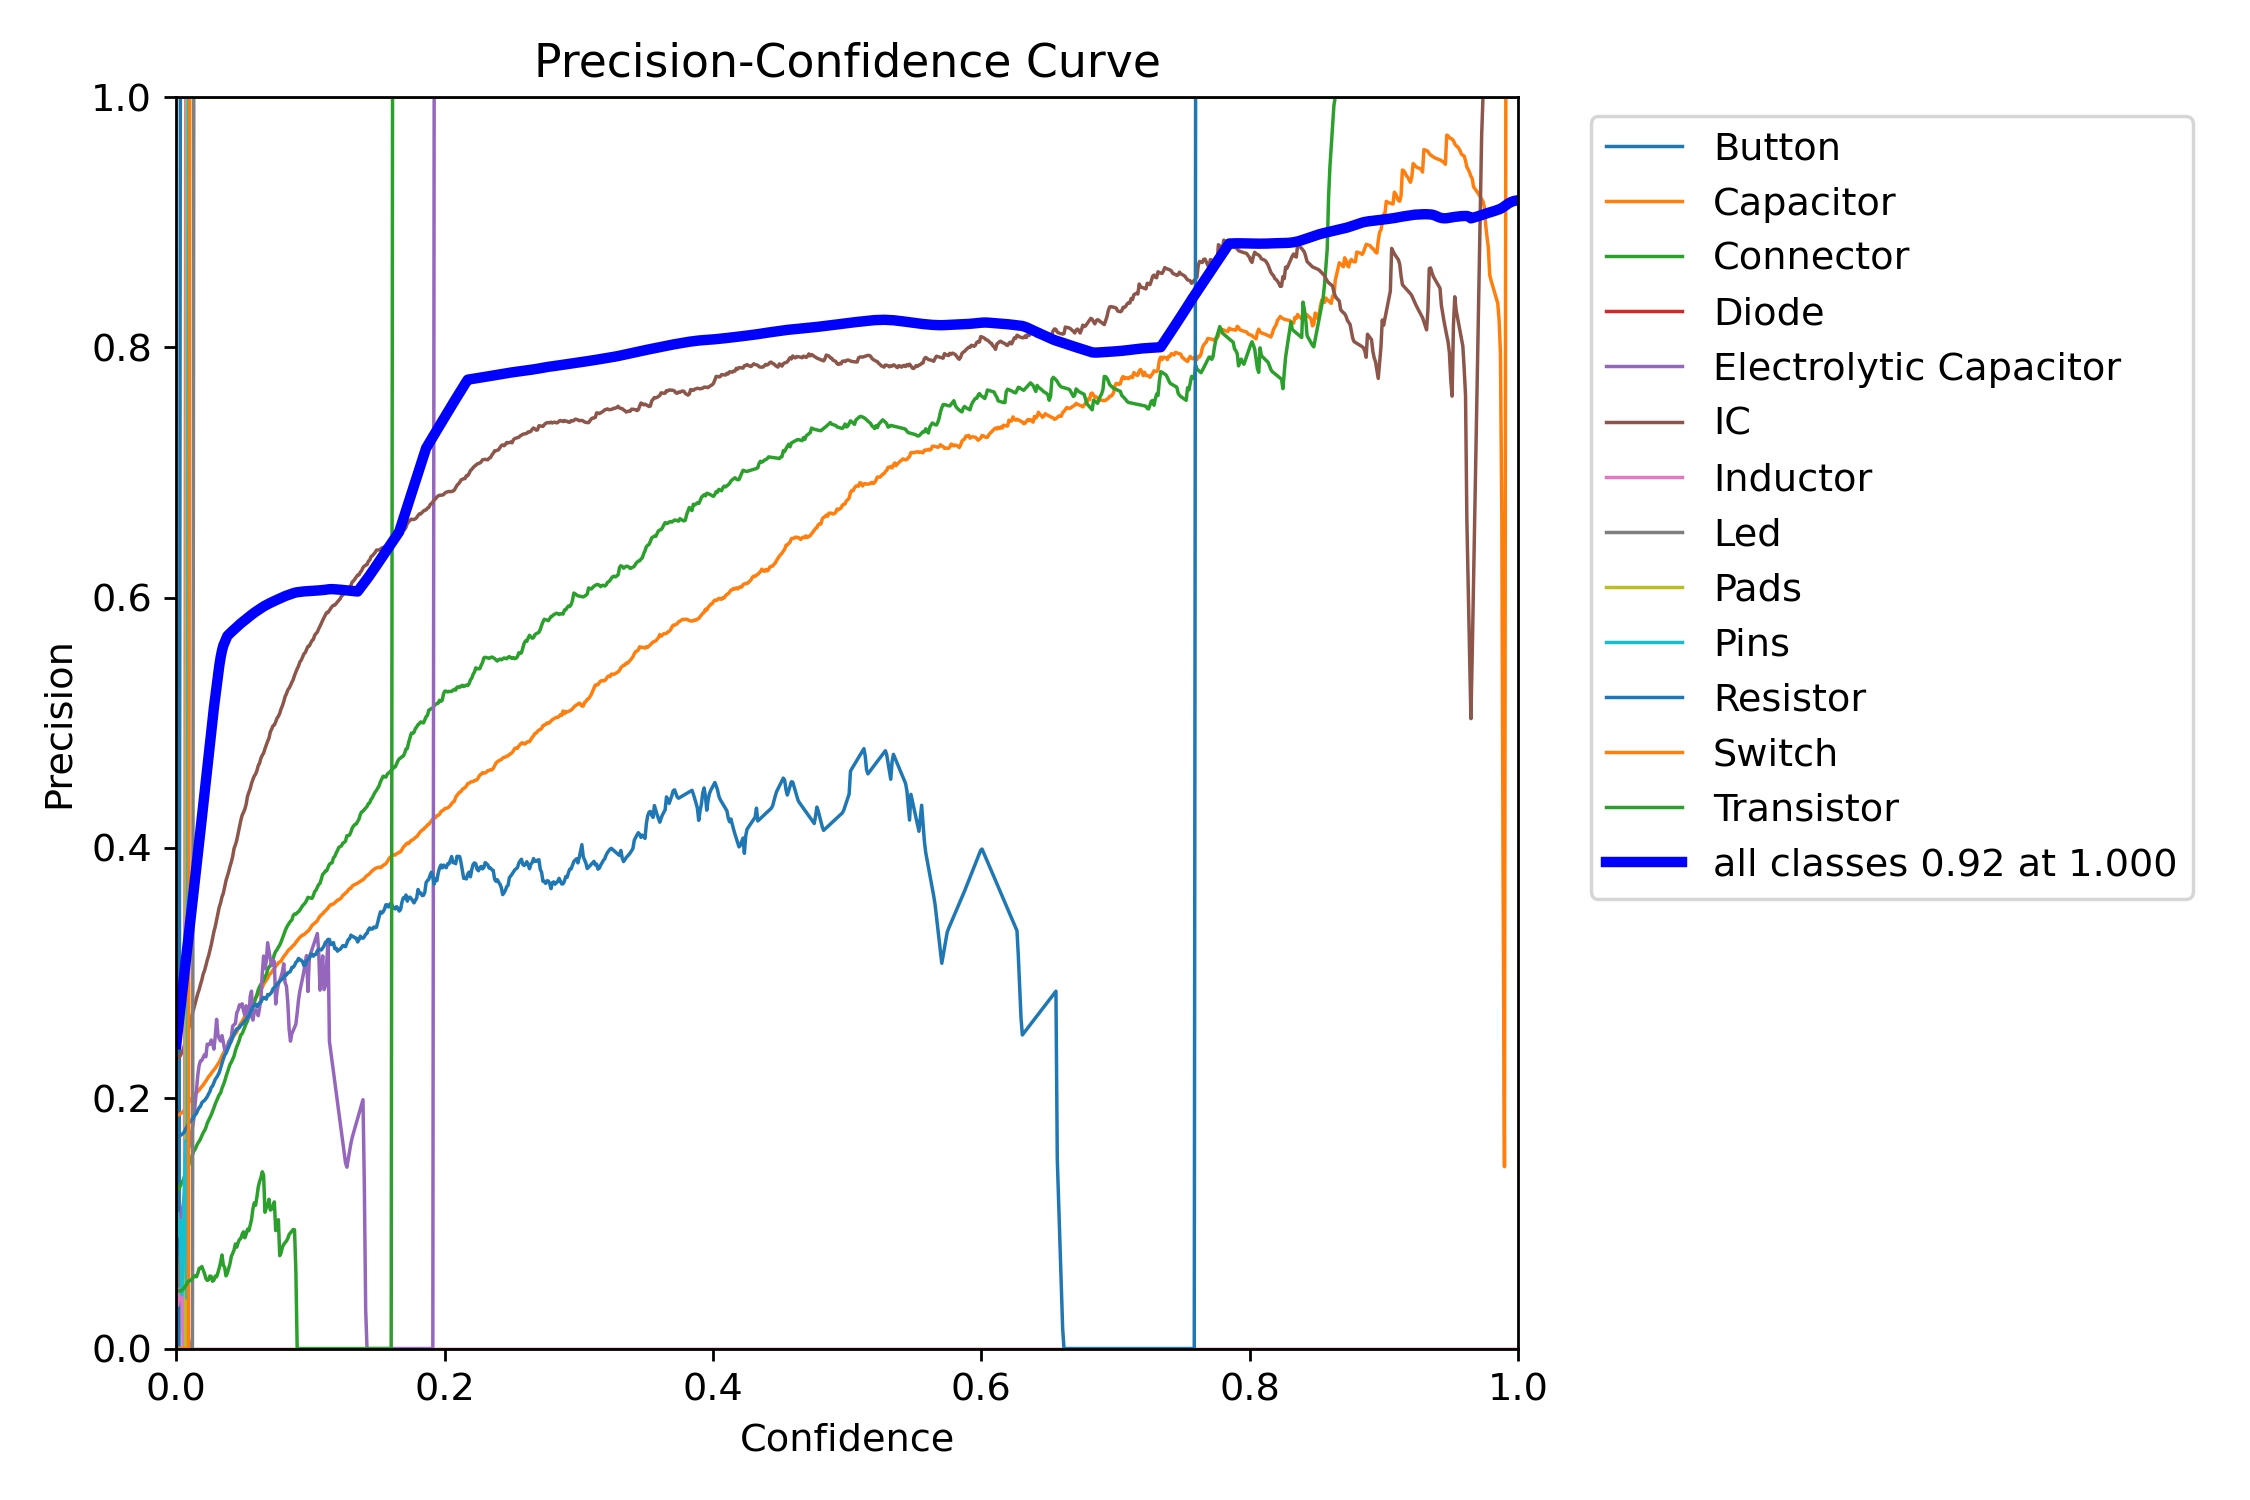 Precision-Confidence Curve
1.0
0.8
0.6
0.4
0.2
0.0
Precision
0.0 0.2 0.4 0.6 0.8 1.0
Confidence
Button
Capacitor
Connector
Diode
Electrolytic Capacitor
IC
Inductor
Led
Pads
Pins
Resistor
Switch
Transistor
all classes 0.92 at 1.000